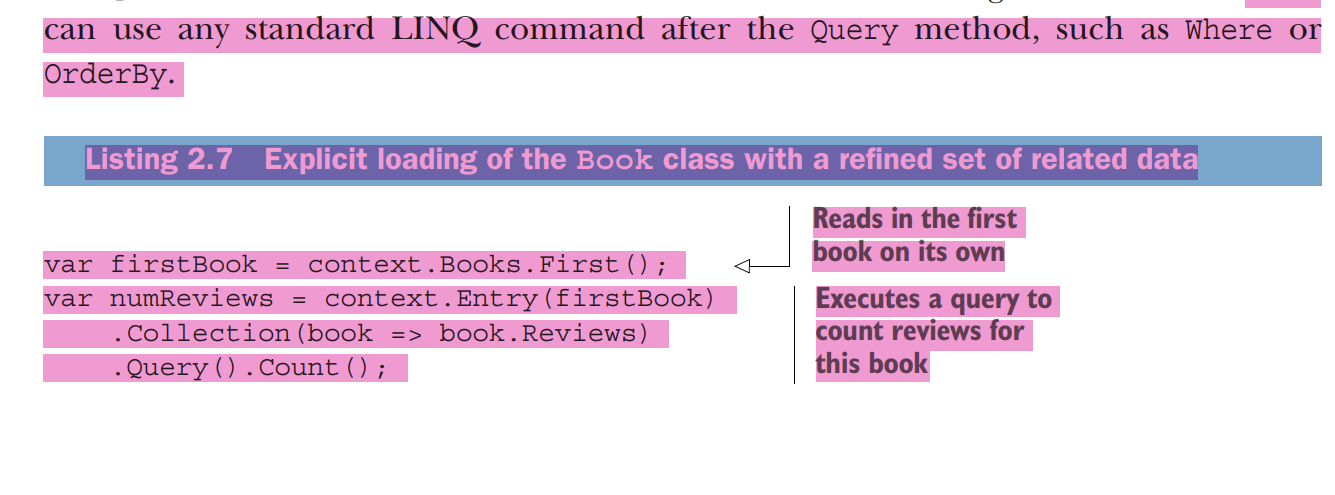 can use any standard LINQ command after the Query method, such as Where or
OrderBy.
Listing 2.7 Explicit loading of the Book class with a refined set of related data
Reads in the first
book on its own
var firstBook = context.Books.First();
var numReviews = context.Entry(firstBook)
    .Collection(book => book.Reviews)
    .Query().Count();
Executes a query to
count reviews for
this book